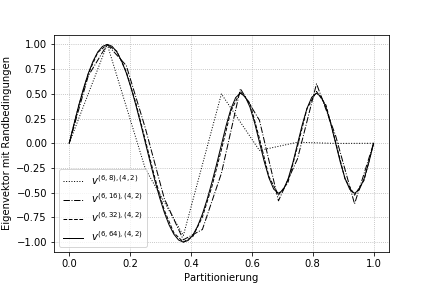 Eigenvektor mit Randbedingungen
1.00
0.75
0.50
0.25
0.00
−0.25
−0.50
−0.75
−1.00
v(6, 8), (4, 2)
v(6, 16), (4, 2)
v(6, 32), (4, 2)
v(6, 64), (4, 2)
0.0 0.2 0.4 0.6 0.8 1.0
Partitionierung